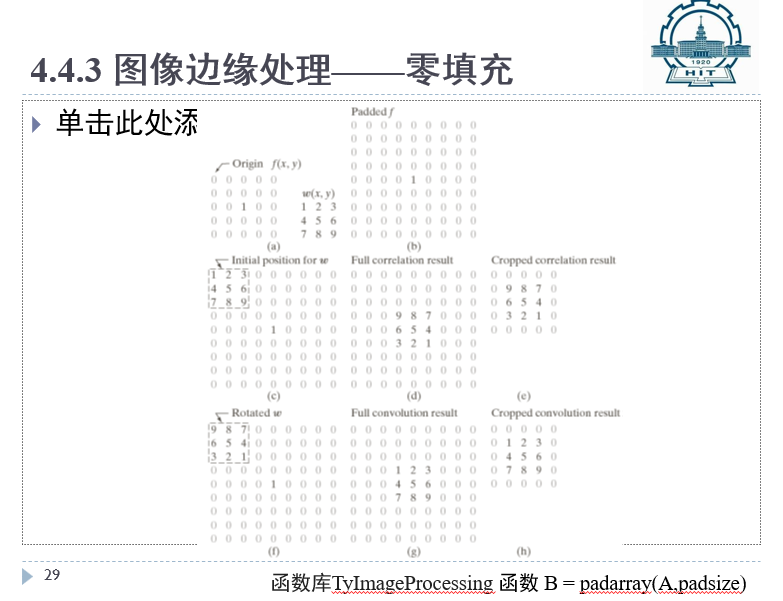 4.4.3 图像边缘处理——零填充
1920
HIT
单击此处添
Origin f(x, y)
0 0 0 0 0
0 0 0 0 0
0 0 1 0 0
0 0 0 0 0
0 0 0 0 0
w(x, y)
1 2 3
4 5 6
7 8 9
(a)
Padded f
0 0 0 0 0 0 0 0 0
0 0 0 0 0 0 0 0 0
0 0 0 0 0 0 0 0 0
0 0 0 0 0 0 0 0 0
0 0 0 0 1 0 0 0 0
0 0 0 0 0 0 0 0 0
0 0 0 0 0 0 0 0 0
0 0 0 0 0 0 0 0 0
0 0 0 0 0 0 0 0 0
(b)
Initial position for w
1 2 3 0 0 0 0 0 0
4 5 6 0 0 0 0 0 0
7 8 9 0 0 0 0 0 0
0 0 0 0 0 0 0 0 0
0 0 0 0 1 0 0 0 0
0 0 0 0 0 0 0 0 0
0 0 0 0 0 0 0 0 0
0 0 0 0 0 0 0 0 0
0 0 0 0 0 0 0 0 0
(c)
Full correlation result
0 0 0 0 0 0 0 0 0
0 0 0 0 0 0 0 0 0
0 0 0 0 0 0 0 0 0
0 0 0 9 8 7 0 0 0
0 0 0 6 5 4 0 0 0
0 0 0 3 2 1 0 0 0
0 0 0 0 0 0 0 0 0
0 0 0 0 0 0 0 0 0
0 0 0 0 0 0 0 0 0
(d)
Cropped correlation result
0 0 0 0 0
0 9 8 7 0
0 6 5 4 0
0 3 2 1 0
0 0 0 0 0
(e)
Rotated w
9 8 7 0 0 0 0 0 0
6 5 4 0 0 0 0 0 0
3 2 1 0 0 0 0 0 0
0 0 0 0 0 0 0 0 0
0 0 0 0 1 0 0 0 0
0 0 0 0 0 0 0 0 0
0 0 0 0 0 0 0 0 0
0 0 0 0 0 0 0 0 0
0 0 0 0 0 0 0 0 0
(f)
Full convolution result
0 0 0 0 0 0 0 0 0
0 0 0 0 0 0 0 0 0
0 0 0 0 0 0 0 0 0
0 0 0 1 2 3 0 0 0
0 0 0 4 5 6 0 0 0
0 0 0 7 8 9 0 0 0
0 0 0 0 0 0 0 0 0
0 0 0 0 0 0 0 0 0
0 0 0 0 0 0 0 0 0
(g)
Cropped convolution result
0 0 0 0 0
0 1 2 3 0
0 4 5 6 0
0 7 8 9 0
0 0 0 0 0
(h)
29
函数库TyImageProcessing 函数 B = padarray(A,padsize)